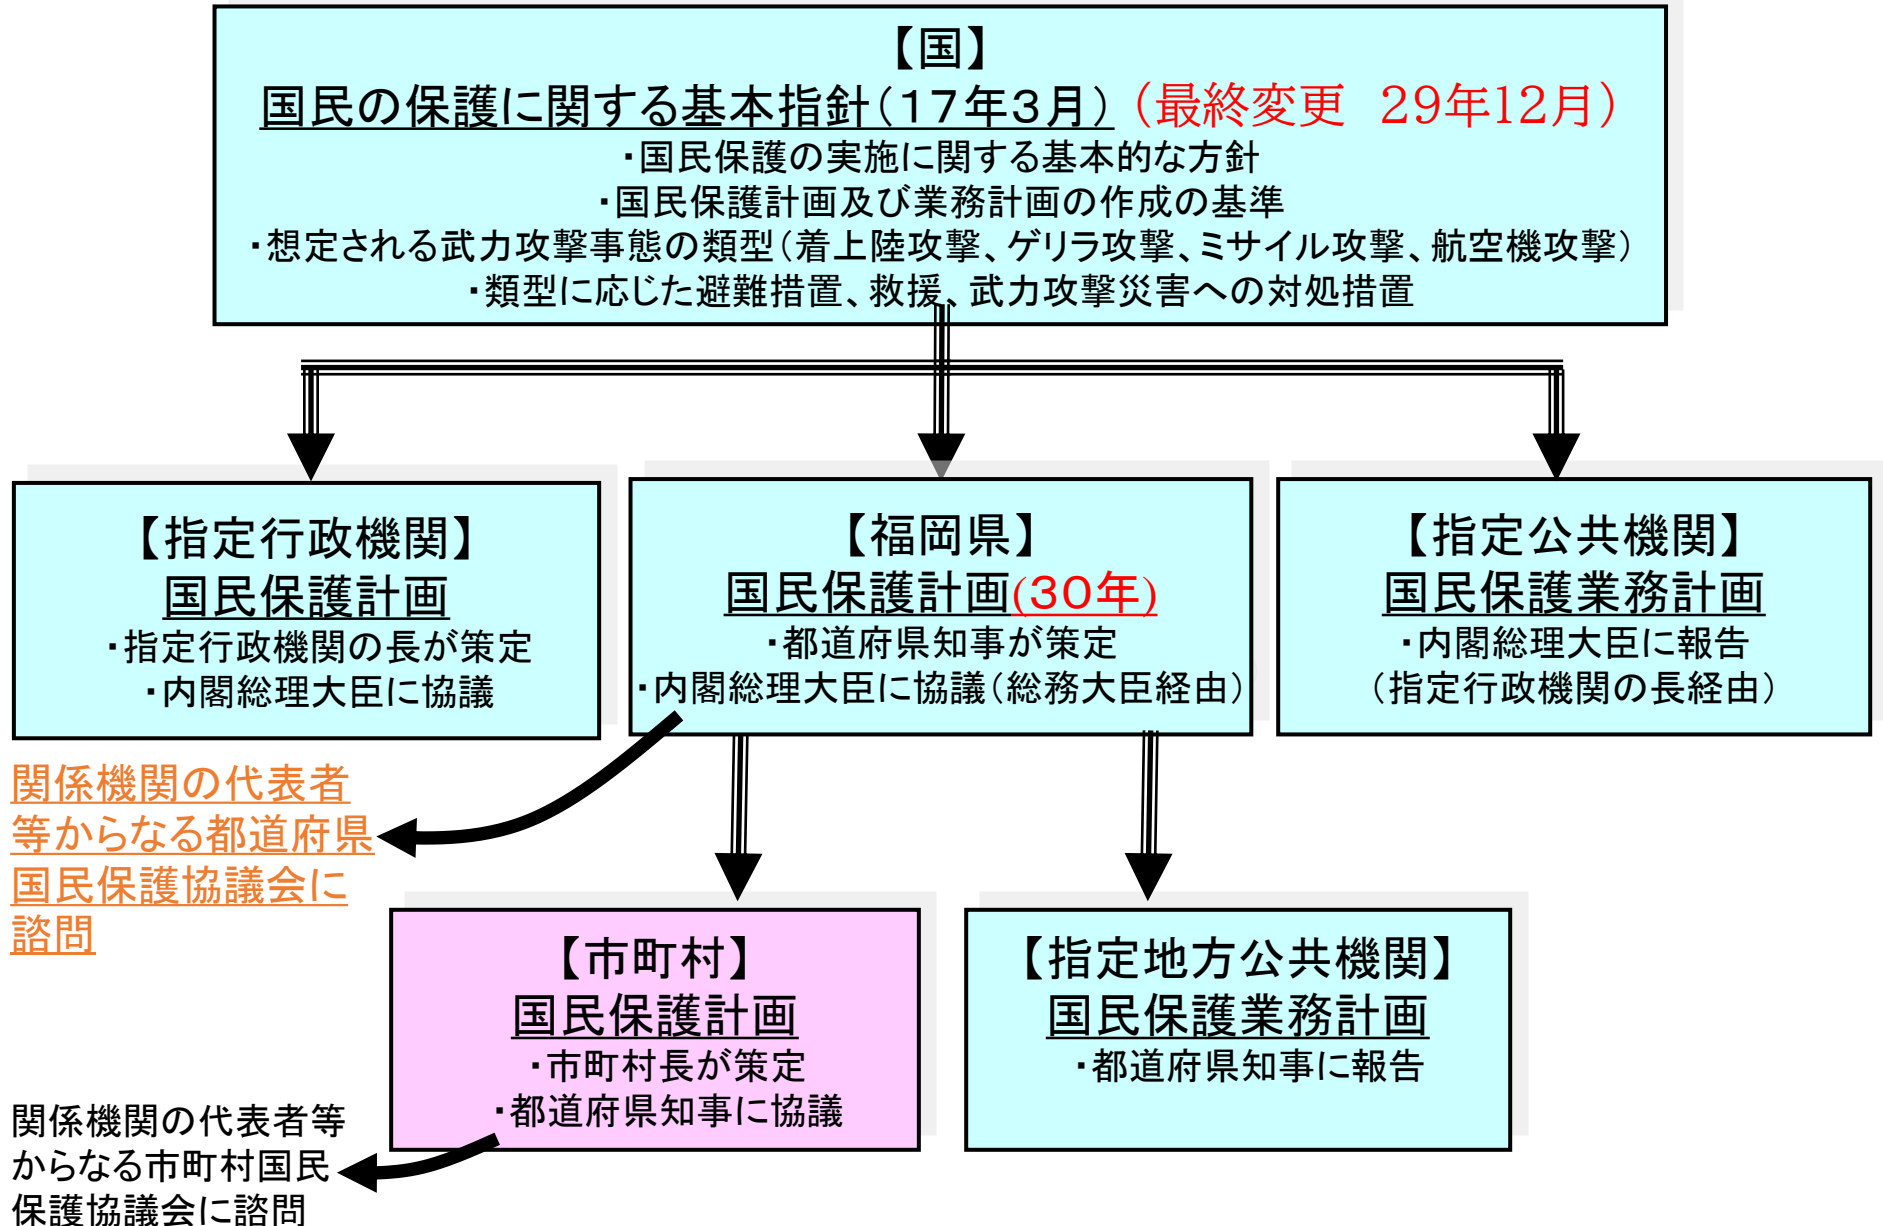 【国】
国民の保護に関する基本指針（１７年３月）（最終変更　29年12月）
・国民保護の実施に関する基本的な方針
・国民保護計画及び業務計画の作成の基準
・想定される武力攻撃事態の類型（着上陸攻撃、ゲリラ攻撃、ミサイル攻撃、航空機攻撃）
・類型に応じた避難措置、救援、武力攻撃災害への対処措置
【指定行政機関】
国民保護計画
・指定行政機関の長が策定
・内閣総理大臣に協議
【福岡県】
国民保護計画(３０年)
・都道府県知事が策定
・内閣総理大臣に協議（総務大臣経由）
【指定公共機関】
国民保護業務計画
・内閣総理大臣に報告
（指定行政機関の長経由）
関係機関の代表者
等からなる都道府県
国民保護協議会に
諮問
【市町村】
国民保護計画
・市町村長が策定
・都道府県知事に協議
【指定地方公共機関】
国民保護業務計画
・都道府県知事に報告
関係機関の代表者等
からなる市町村国民
保護協議会に諮問